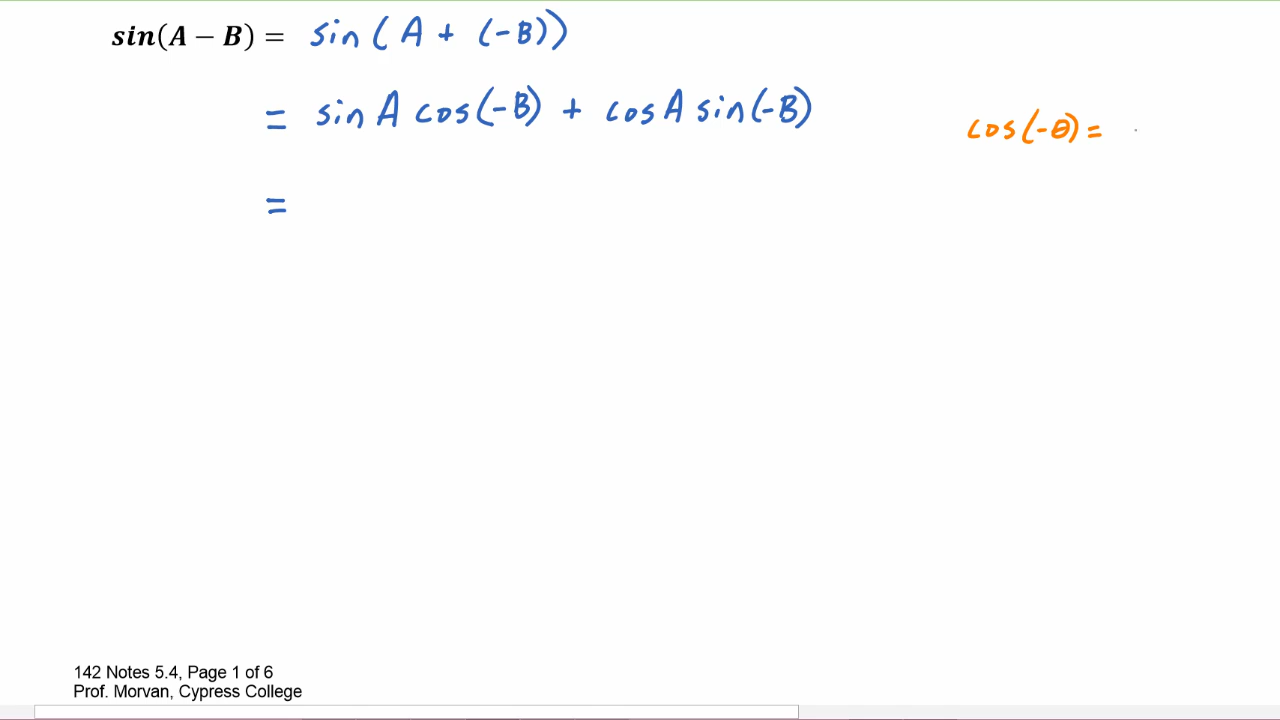 sin(A − B) = sin(A + (-B))
= sin A cos(-B) + cos A sin(-B)
cos(-θ) =
=
142 Notes 5.4, Page 1 of 6
Prof. Morvan, Cypress College